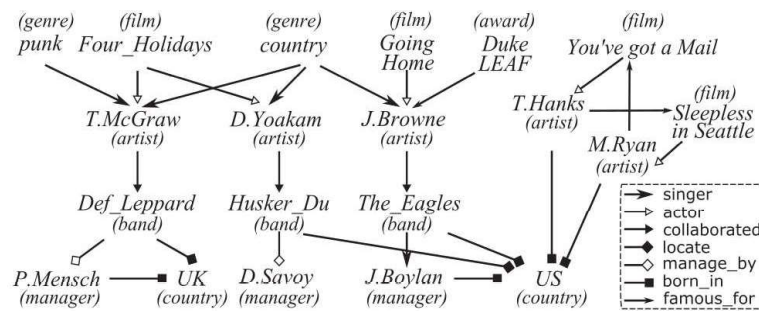 (genre) (film) (genre) (film) (award) (film)
punk Four_Holidays country Going Duke You've got a Mail
Home LEAF
T.McGraw D.Yoakam J.Browne T.Hanks (film)
(artist) (artist) (artist) (artist) Sleepless
M.Ryan in Seattle
(artist)
Def_Leppard Husker_Du The_Eagles
(band) (band) (band)
P.Mensch UK D.Savoy J.Boylan US
(manager) (country) (manager) (manager) (country)
singer
actor
collaborated
locate
manage_by
born_in
famous_for